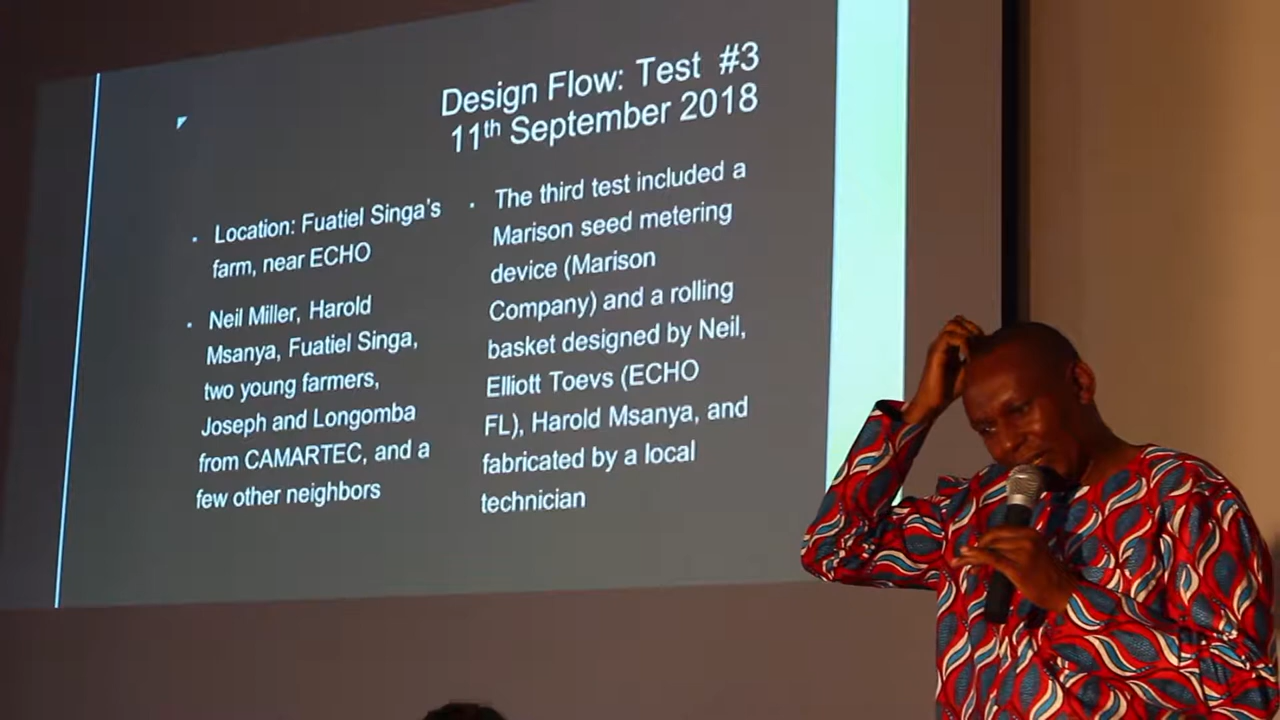 Design Flow: Test #3
11th September 2018
Location: Fuatiel Singa's
farm, near ECHO
Neil Miller, Harold
Msanya, Fuatiel Singa,
two young farmers,
Joseph and Longomba
from CAMARTEC, and a
few other neighbors
The third test included a
Marison seed metering
device (Marison
Company) and a rolling
basket designed by Neil,
Elliott Toevs (ECHO
FL), Harold Msanya, and
fabricated by a local
technician